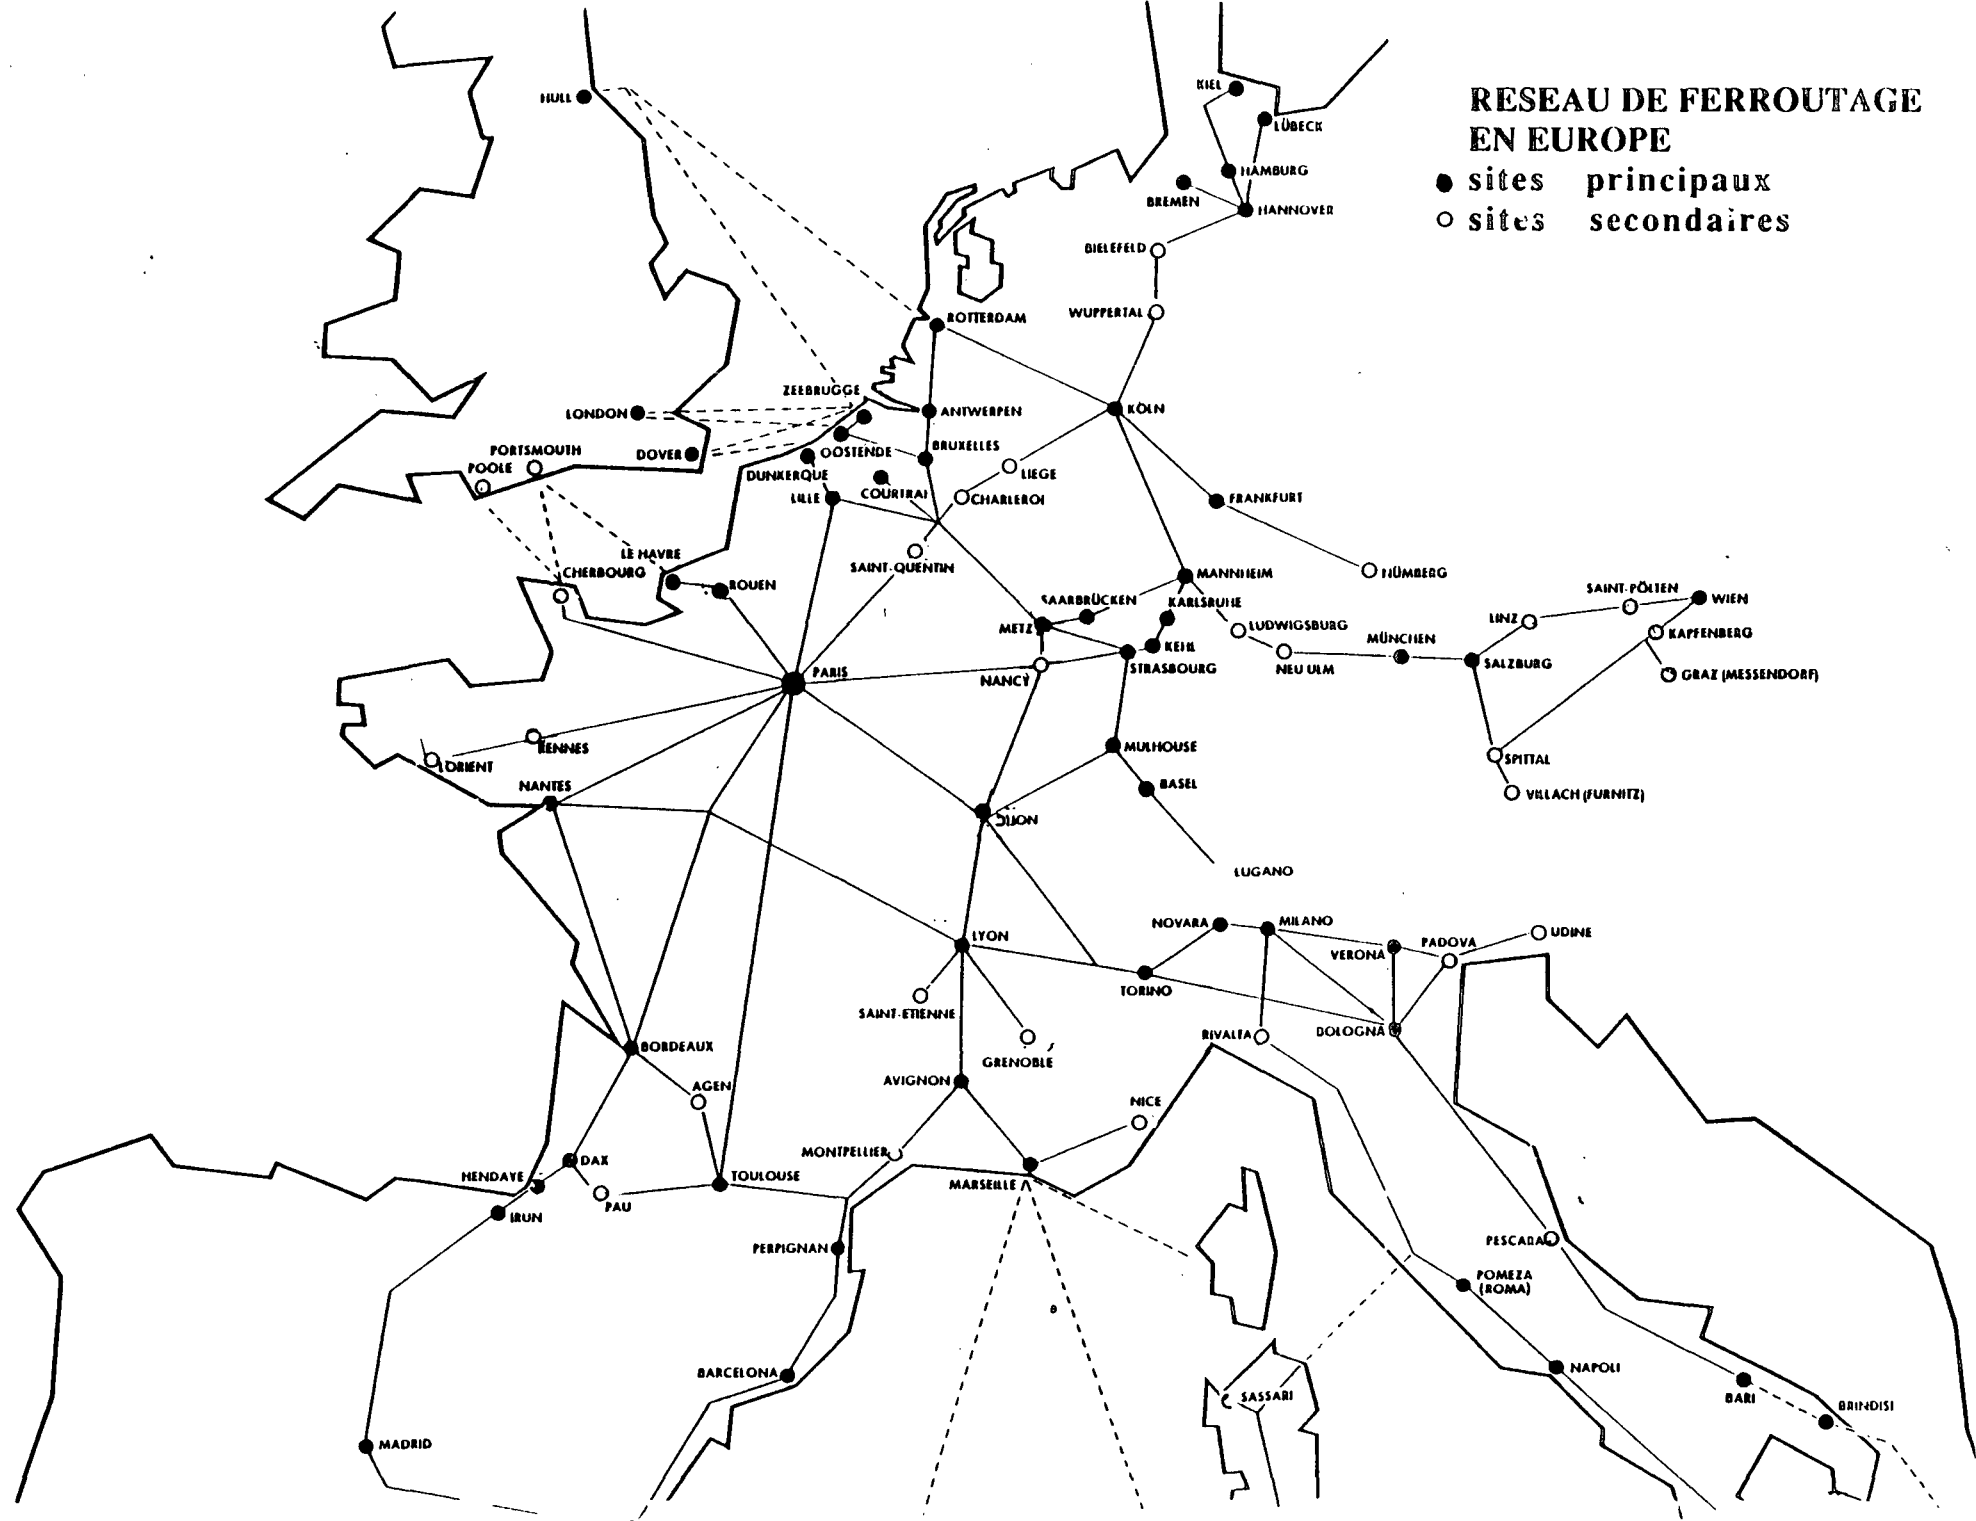 RESEAU DE FERROUTAGE
EN EUROPE
sites principaux
sites secondaires
KIEL
HULL
LÜBECK
HAMBURG
BREMEN
HANNOVER
BIELEFELD
WUPPERTAL
ROTTERDAM
ZEEBRUGGE
LONDON
ANTWERPEN
KÖLN
PORTSMOUTH
DOVER
OOSTENDE
BRUXELLES
POOLE
DUNKERQUE
LIEGE
LILLE
COURTRAI
CHARLEROI
FRANKFURT
LE HAVRE
CHERBOURG
ROUEN
SAINT-QUENTIN
MANNHEIM
NÜMBERG
SAARBRÜCKEN
KARLSRUHE
SAINT-PÖLTEN
WIEN
METZ
LUDWIGSBURG
LINZ
KAPFENBERG
KEHL
MÜNCHEN
PARIS
NANCY
STRASBOURG
NEU ULM
SALZBURG
GRAZ (MESSENDORF)
RENNES
LORIENT
MULHOUSE
SPITTAL
NANTES
BASEL
VILLACH (FURNITZ)
DIJON
LUGANO
LYON
NOVARA
MILANO
VERONA
PADOVA
UDINE
TORINO
SAINT-ETIENNE
GRENOBLE
RIVALTA
BOLOGNA
BORDEAUX
AVIGNON
AGEN
NICE
MONTPELLIER
DAX
HENDAYE
TOULOUSE
MARSEILLE
PAU
IRUN
PERPIGNAN
PESCARA
POMEZA
(ROMA)
BARCELONA
SASSARI
NAPOLI
BARI
BRINDISI
MADRID